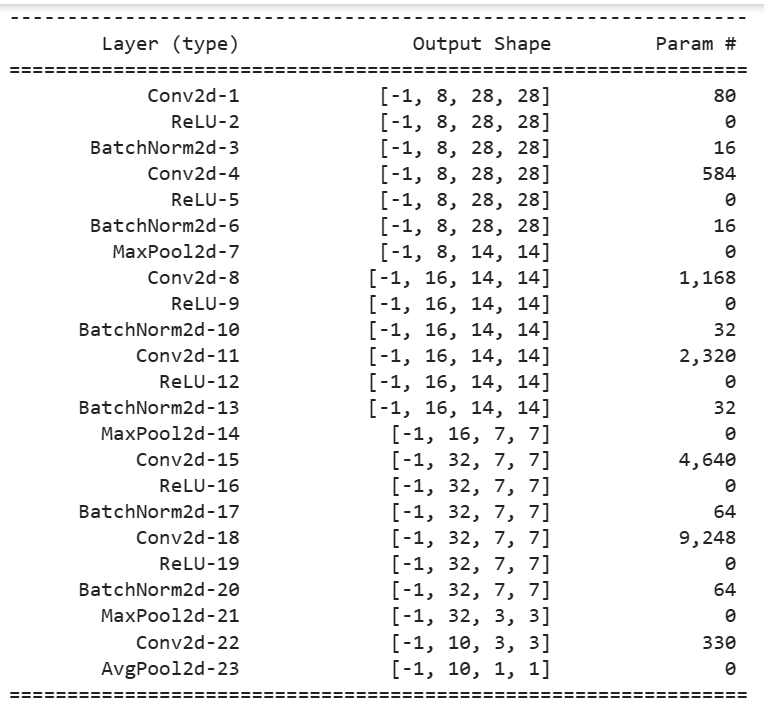 ----------------------------------------------------------------
        Layer (type)               Output Shape         Param #
================================================================
            Conv2d-1            [-1, 8, 28, 28]              80
              ReLU-2            [-1, 8, 28, 28]               0
       BatchNorm2d-3            [-1, 8, 28, 28]              16
            Conv2d-4            [-1, 8, 28, 28]             584
              ReLU-5            [-1, 8, 28, 28]               0
       BatchNorm2d-6            [-1, 8, 28, 28]              16
         MaxPool2d-7            [-1, 8, 14, 14]               0
            Conv2d-8           [-1, 16, 14, 14]           1,168
              ReLU-9           [-1, 16, 14, 14]               0
      BatchNorm2d-10           [-1, 16, 14, 14]              32
           Conv2d-11           [-1, 16, 14, 14]           2,320
             ReLU-12           [-1, 16, 14, 14]               0
      BatchNorm2d-13           [-1, 16, 14, 14]              32
        MaxPool2d-14             [-1, 16, 7, 7]               0
           Conv2d-15             [-1, 32, 7, 7]           4,640
             ReLU-16             [-1, 32, 7, 7]               0
      BatchNorm2d-17             [-1, 32, 7, 7]              64
           Conv2d-18             [-1, 32, 7, 7]           9,248
             ReLU-19             [-1, 32, 7, 7]               0
      BatchNorm2d-20             [-1, 32, 7, 7]              64
        MaxPool2d-21             [-1, 32, 3, 3]               0
           Conv2d-22             [-1, 10, 3, 3]             330
        AvgPool2d-23             [-1, 10, 1, 1]               0
================================================================